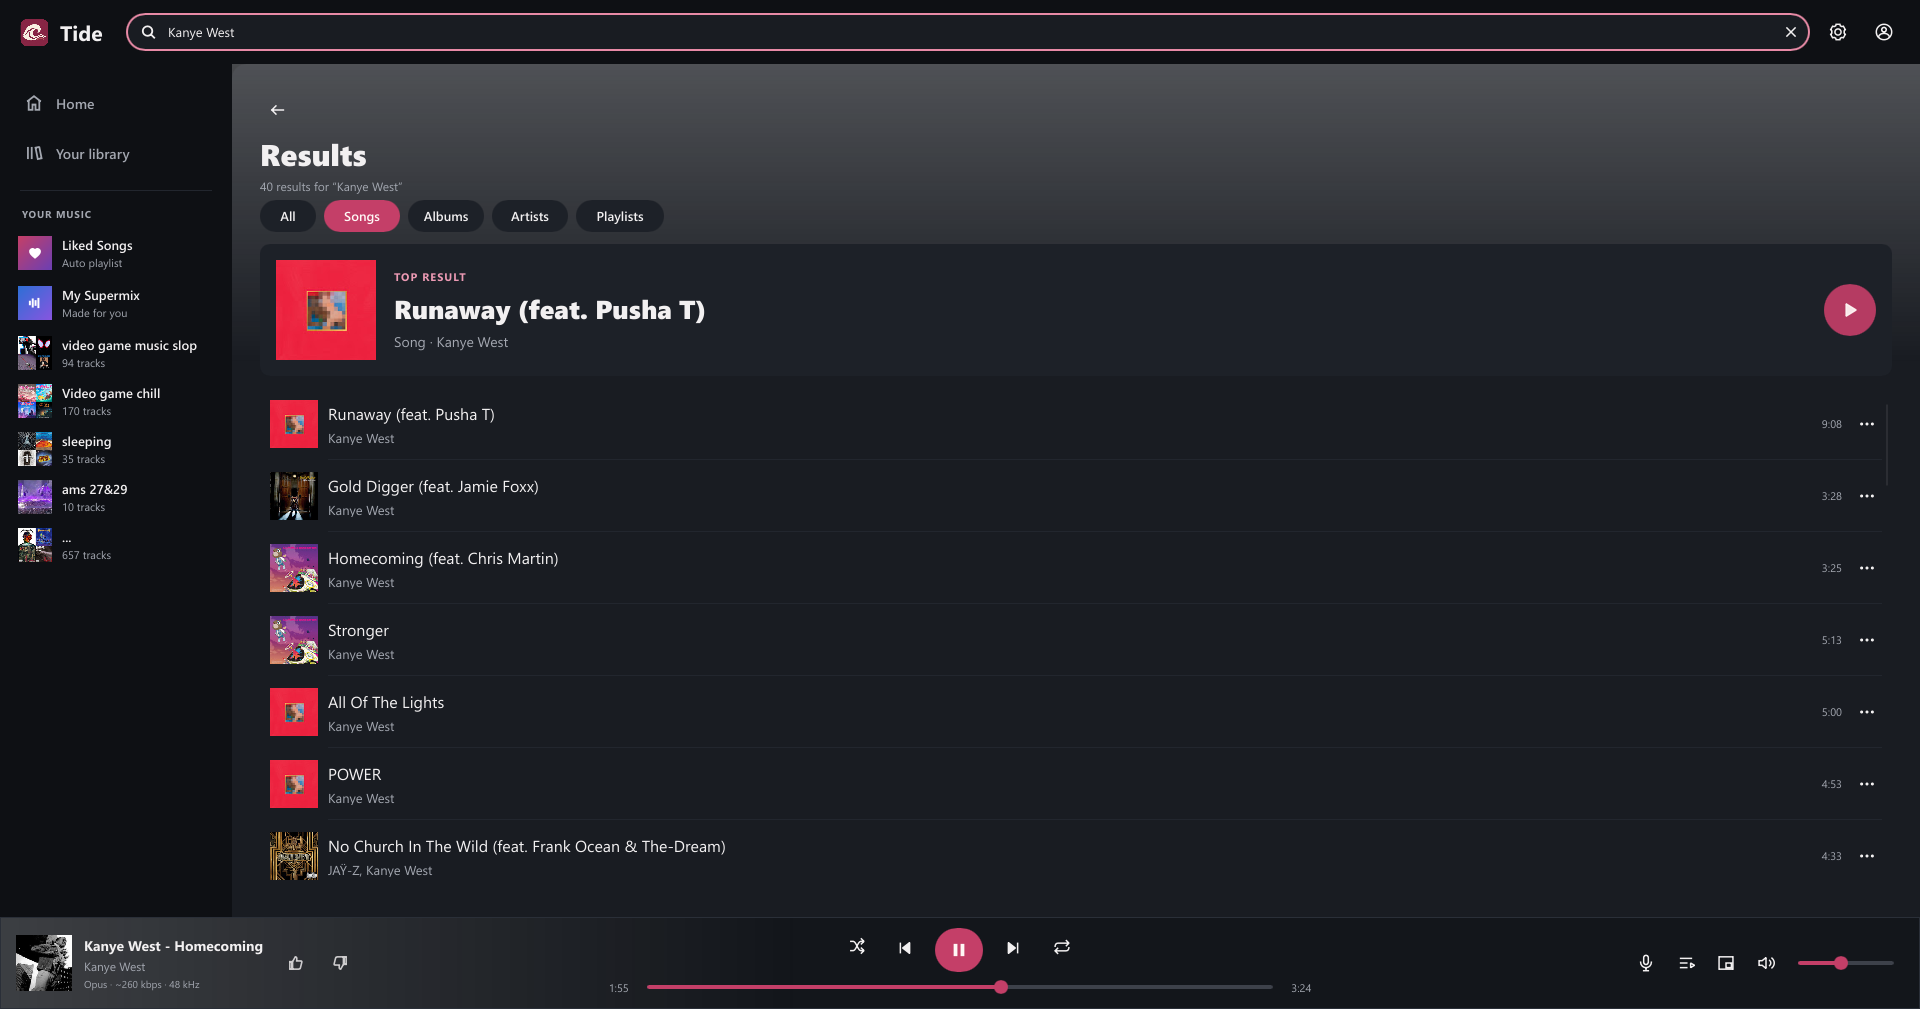 Tide
Kanye West
Home
Your library
YOUR MUSIC
Liked Songs
Auto playlist
My Supermix
Made for you
video game music slop
94 tracks
Video game chill
170 tracks
sleeping
35 tracks
ams 27&29
10 tracks
...
657 tracks
Results
40 results for “Kanye West”
All
Songs
Albums
Artists
Playlists
TOP RESULT
Runaway (feat. Pusha T)
Song · Kanye West
Runaway (feat. Pusha T)
Kanye West
9:08
Gold Digger (feat. Jamie Foxx)
Kanye West
3:28
Homecoming (feat. Chris Martin)
Kanye West
3:25
Stronger
Kanye West
5:13
All Of The Lights
Kanye West
5:00
POWER
Kanye West
4:53
No Church In The Wild (feat. Frank Ocean & The-Dream)
JAŸ-Z, Kanye West
4:33
Kanye West - Homecoming
Kanye West
Opus · ~260 kbps · 48 kHz
1:55
3:24